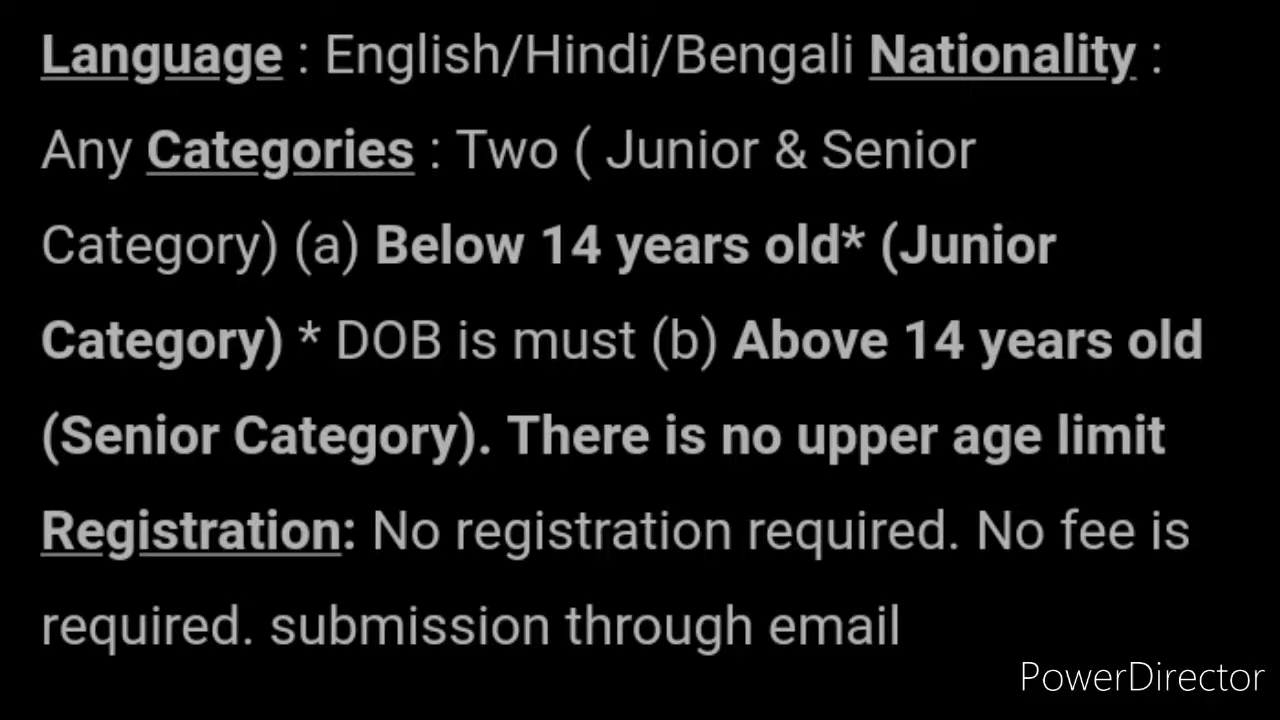 Language : English/Hindi/Bengali Nationality :
Any Categories : Two ( Junior & Senior
Category) (a) Below 14 years old* (Junior
Category) * DOB is must (b) Above 14 years old
(Senior Category). There is no upper age limit
Registration: No registration required. No fee is
required. submission through email
PowerDirector